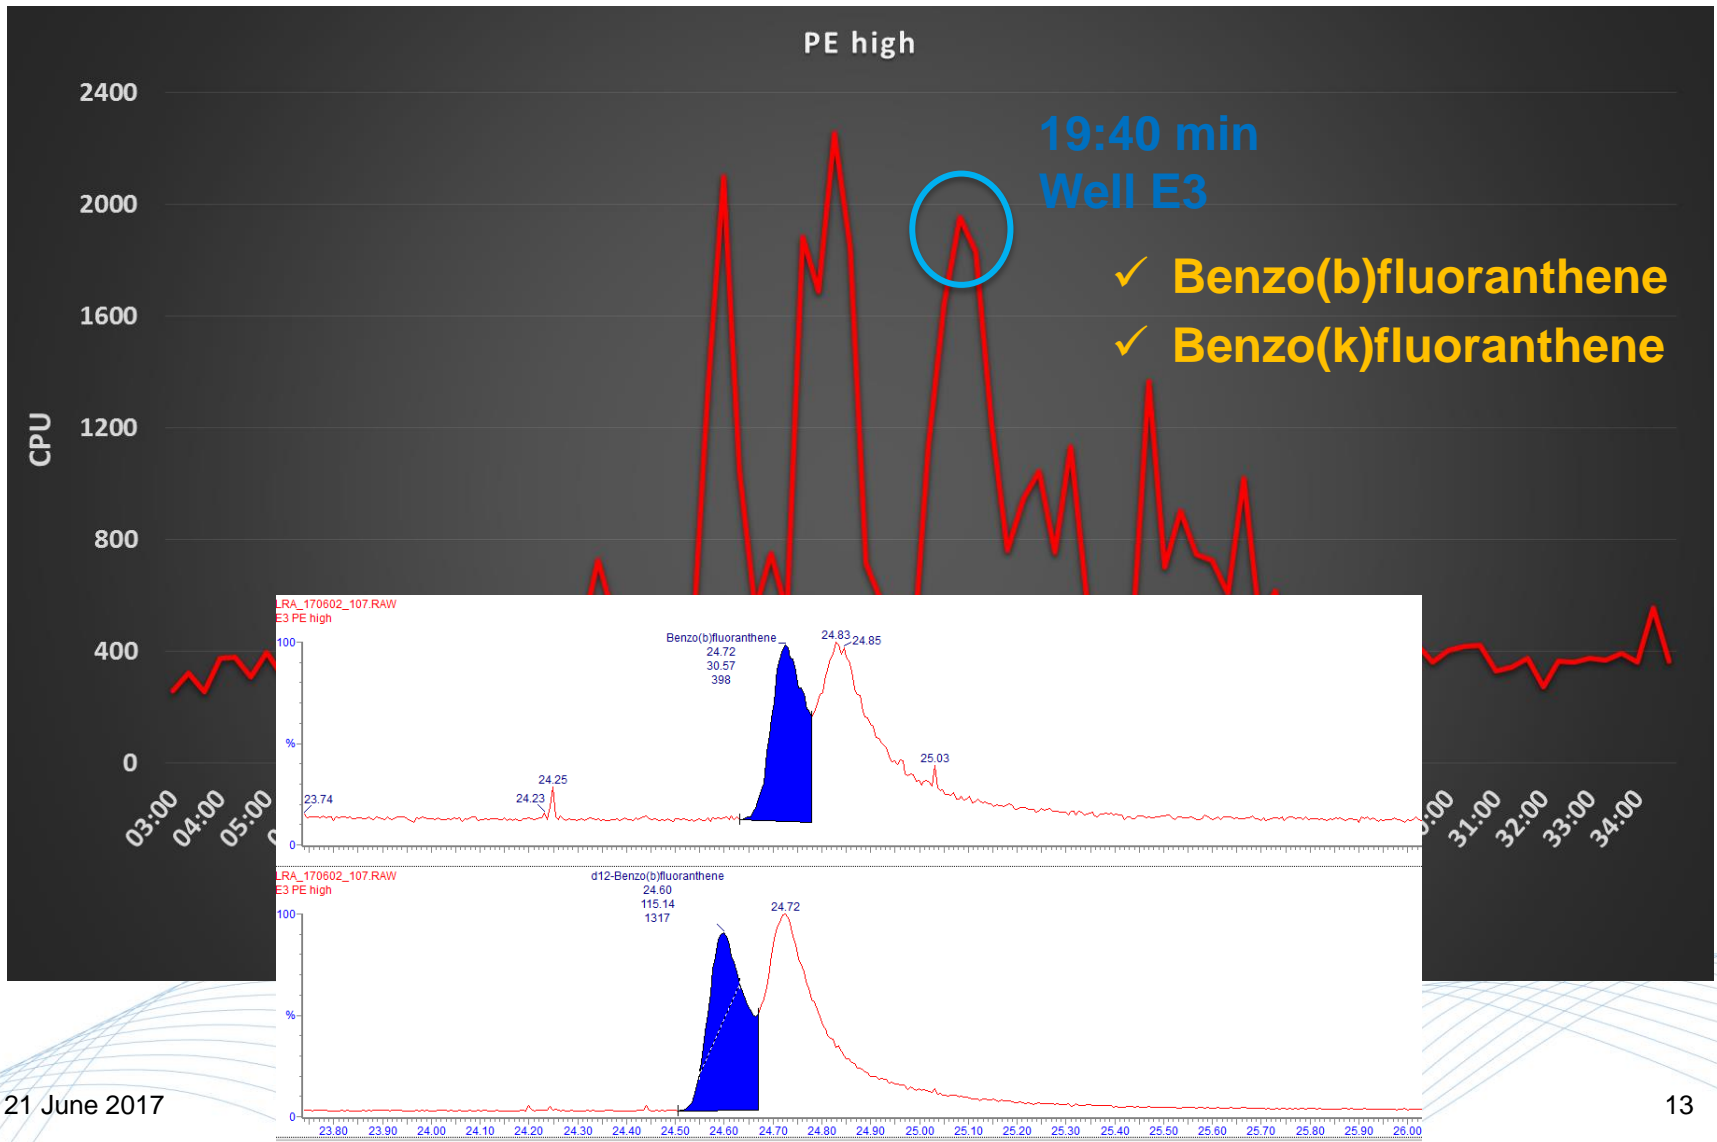 PE high
2400
2000
1600
1200
800
400
0
CPU
19:40 min
Well E3
✓ Benzo(b)fluoranthene
✓ Benzo(k)fluoranthene
03:00
04:00
05:00
31:00
32:00
33:00
34:00
LRA_170602_107.RAW
E3 PE high
100
%
0
23.74
24.23
24.25
Benzo(b)fluoranthene
24.72
30.57
398
24.83
24.85
25.03
LRA_170602_107.RAW
E3 PE high
100
%
0
d12-Benzo(b)fluoranthene
24.60
115.14
1317
24.72
23.80 23.90 24.00 24.10 24.20 24.30 24.40 24.50 24.60 24.70 24.80 24.90 25.00 25.10 25.20 25.30 25.40 25.50 25.60 25.70 25.80 25.90 26.00
21 June 2017
13